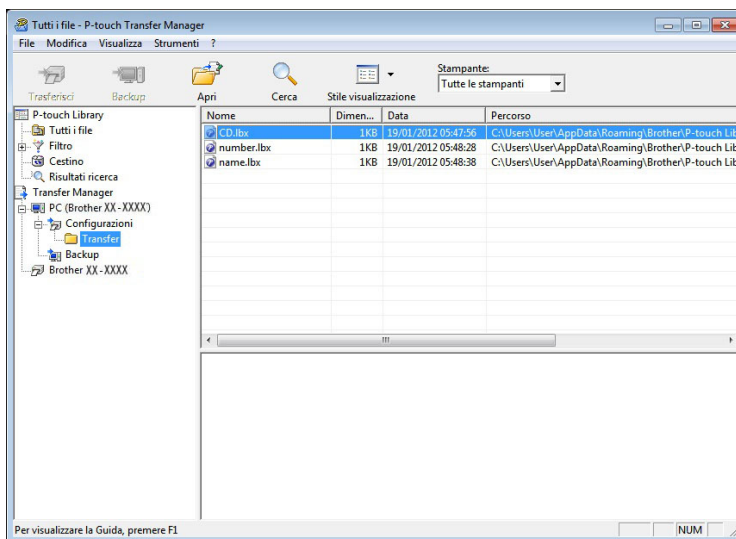 Tutti i file - P-touch Transfer Manager
File Modifica Visualizza Strumenti ?
Trasferisci Backup Apri Cerca Stile visualizzazione
Stampante:
Tutte le stampanti
P-touch Library
Tutti i file
Filtro
Cestino
Risultati ricerca
Transfer Manager
PC (Brother XX-XXXX)
Configurazioni
Transfer
Backup
Brother XX-XXXX
Nome Dimen... Data Percorso
CD.lbx 1KB 19/01/2012 05:47:56 C:\Users\User\AppData\Roaming\Brother\P-touch Lib
number.lbx 1KB 19/01/2012 05:48:28 C:\Users\User\AppData\Roaming\Brother\P-touch Lib
name.lbx 1KB 19/01/2012 05:48:38 C:\Users\User\AppData\Roaming\Brother\P-touch Lib
Per visualizzare la Guida, premere F1
NUM